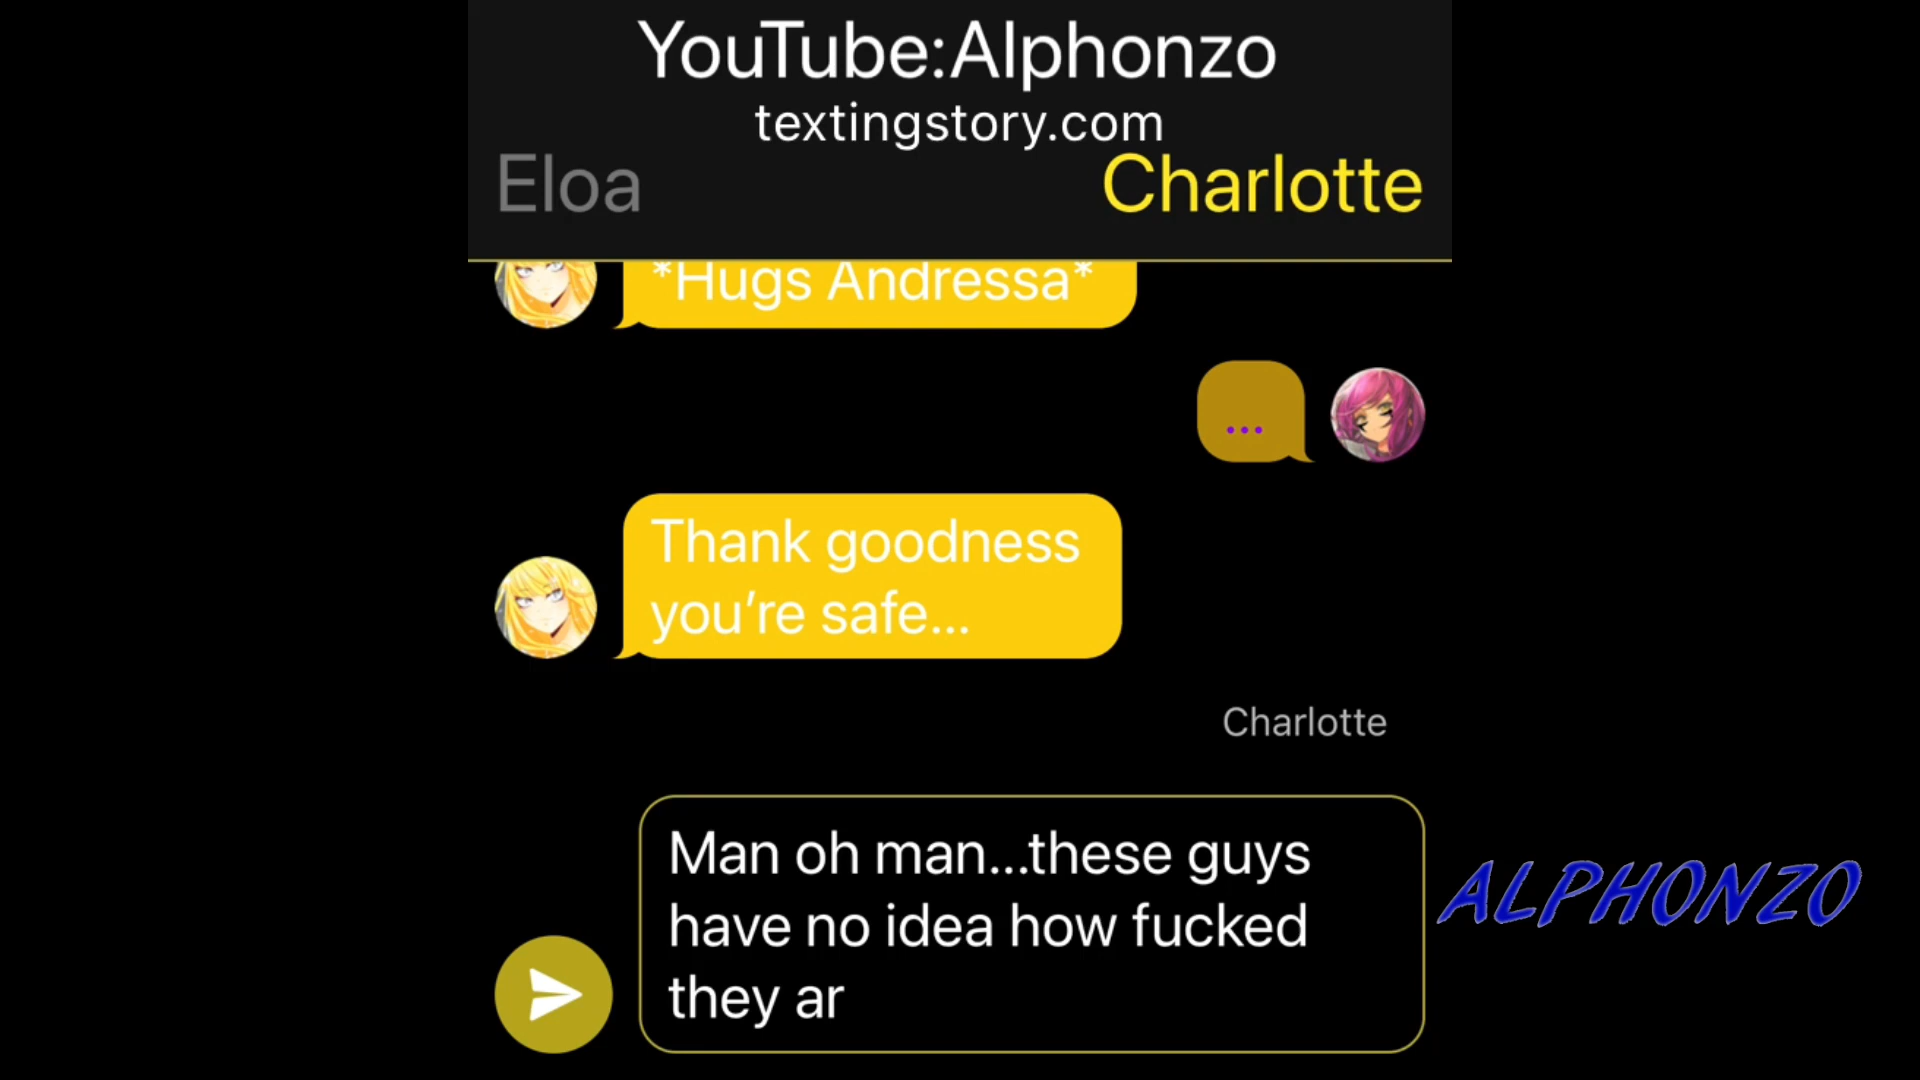 YouTube:Alphonzo
textingstory.com
Eloa
Charlotte
*Hugs Andressa*
...
Thank goodness
you’re safe...
Charlotte
Man oh man...these guys
have no idea how fucked
they ar
ALPHONZO